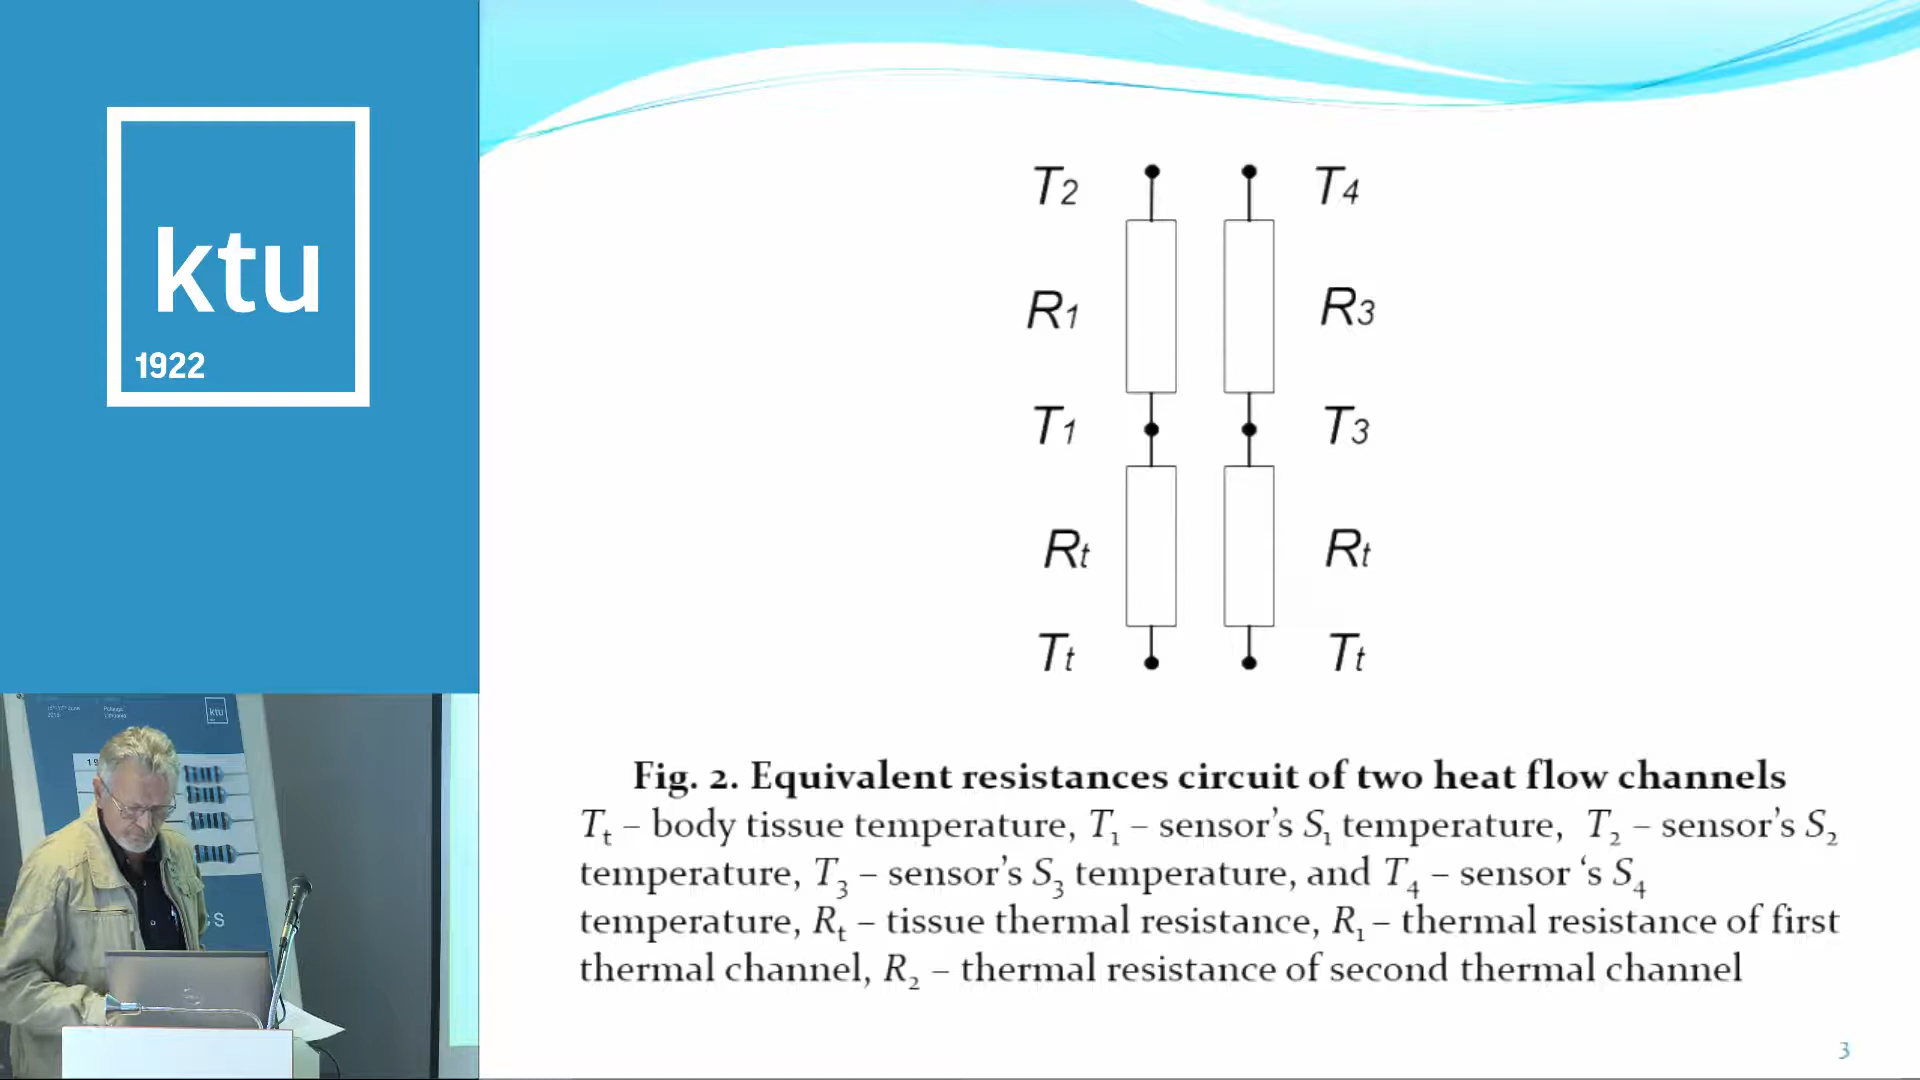 ktu
1922
T2
T4
R1
R3
T1
T3
Rt
Rt
Tt
Tt
Fig. 2. Equivalent resistances circuit of two heat flow channels
Tt – body tissue temperature, T1 – sensor's S1 temperature, T2 – sensor's S2
temperature, T3 – sensor's S3 temperature, and T4 – sensor 's S4
temperature, Rt – tissue thermal resistance, R1 – thermal resistance of first
thermal channel, R2 – thermal resistance of second thermal channel
3
ktu